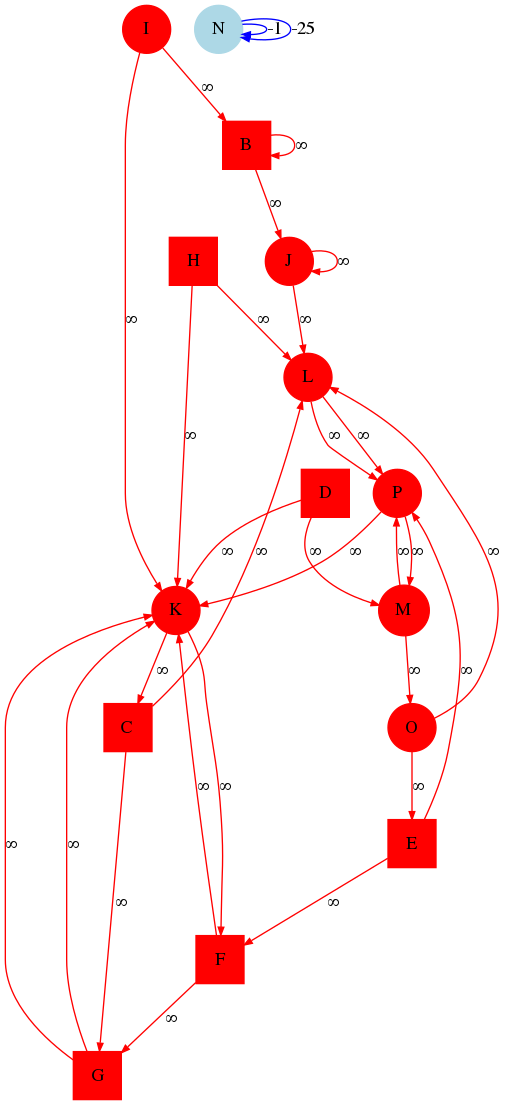 I N -1 -25
∞
B ∞
∞
H J ∞
∞ ∞ ∞
L
∞ ∞ ∞
D P
∞ ∞ ∞ ∞ ∞ ∞ ∞
K M
∞ ∞ ∞
C O
∞ ∞ ∞
∞ ∞ E
∞ ∞
F
∞
G